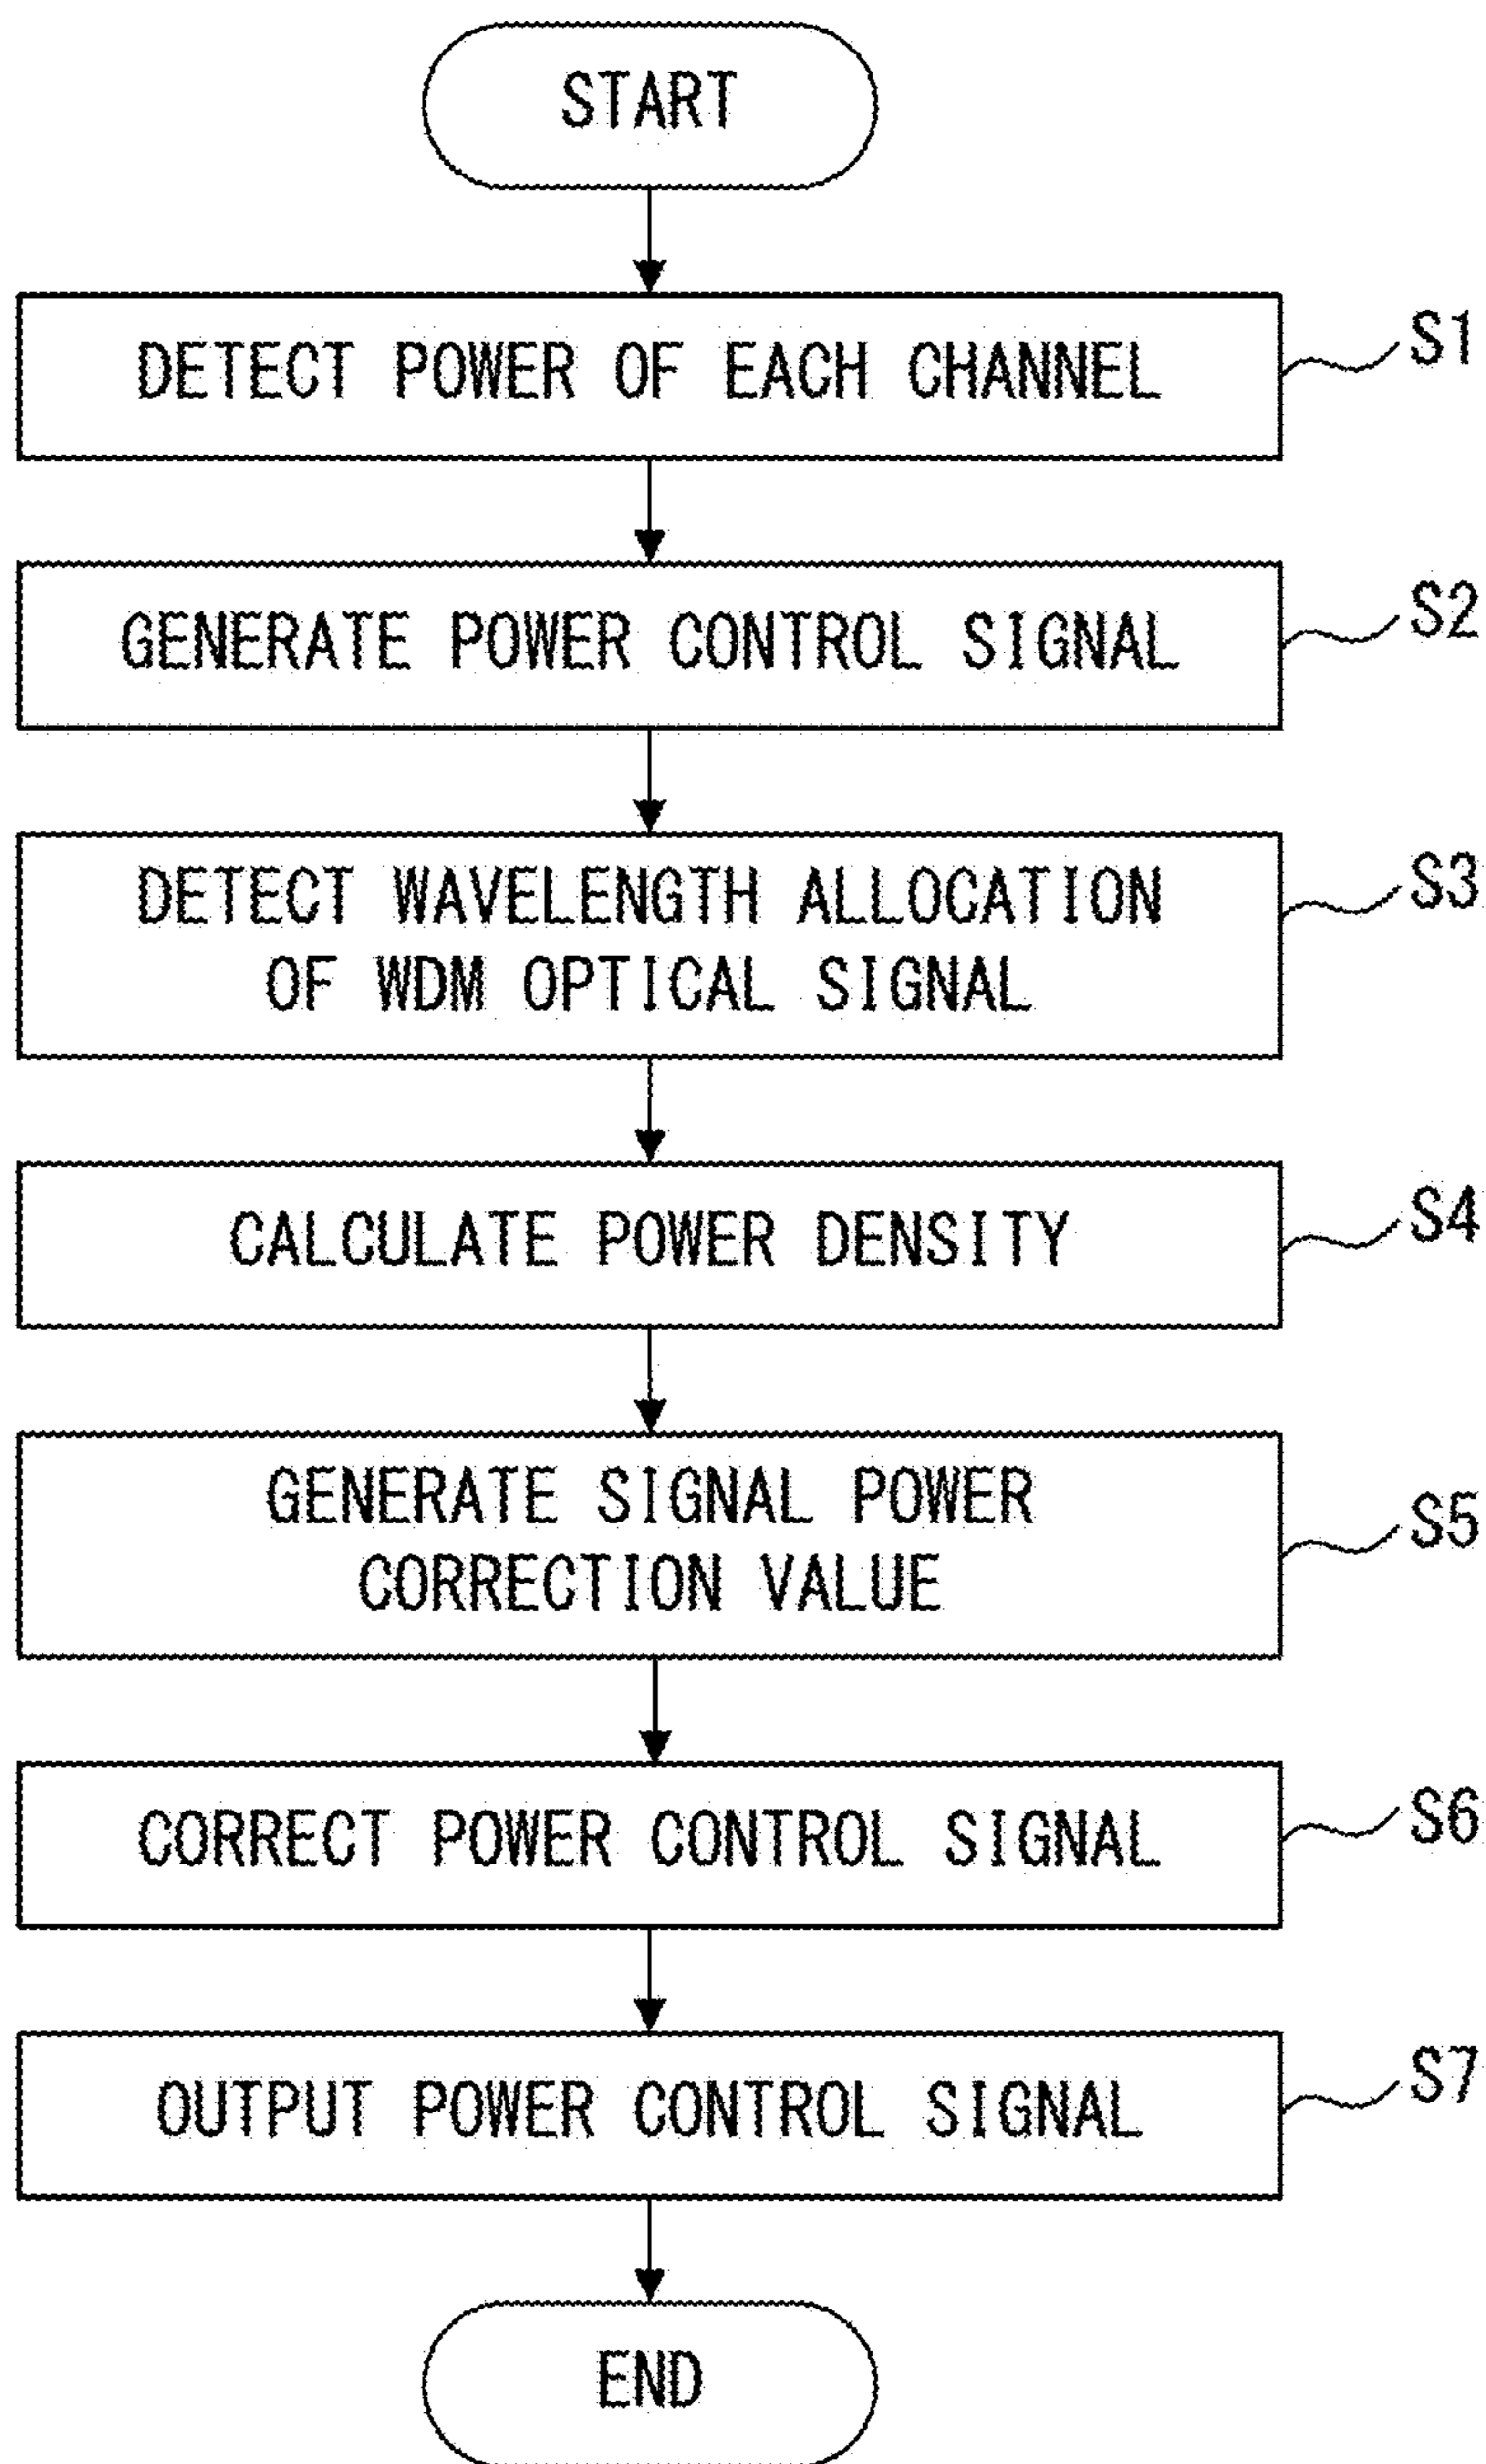 START
DETECT POWER OF EACH CHANNEL
S1
GENERATE POWER CONTROL SIGNAL
S2
DETECT WAVELENGTH ALLOCATION
OF WDM OPTICAL SIGNAL
S3
CALCULATE POWER DENSITY
S4
GENERATE SIGNAL POWER
CORRECTION VALUE
S5
CORRECT POWER CONTROL SIGNAL
S6
OUTPUT POWER CONTROL SIGNAL
S7
END